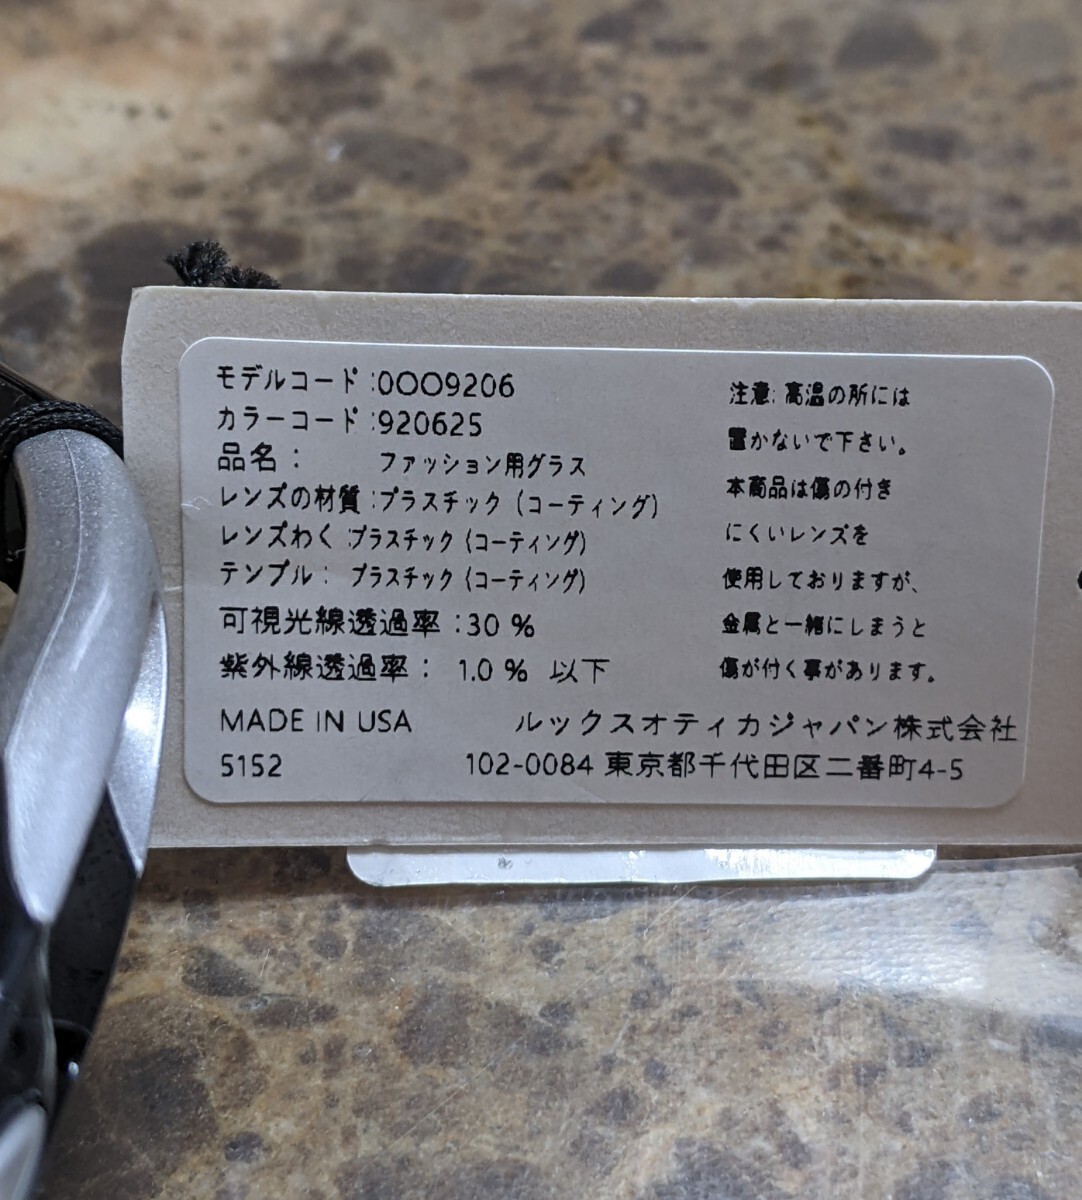 モデルコード:0OO9206
カラーコード:920625
品名: ファッション用グラス
レンズの材質:プラスチック (コーティング)
レンズわく:プラスチック(コーティング)
テンプル: プラスチック(コーティング)
可視光線透過率:30 %
紫外線透過率: 1.0 % 以下
MADE IN USA
5152
注意:高温の所には
置かないで下さい。
本商品は傷の付き
にくいレンズを
使用しておりますが、
金属と一緒にしまうと
傷が付く事があります。
ルックスオティカジャパン株式会社
102-0084 東京都千代田区二番町4-5